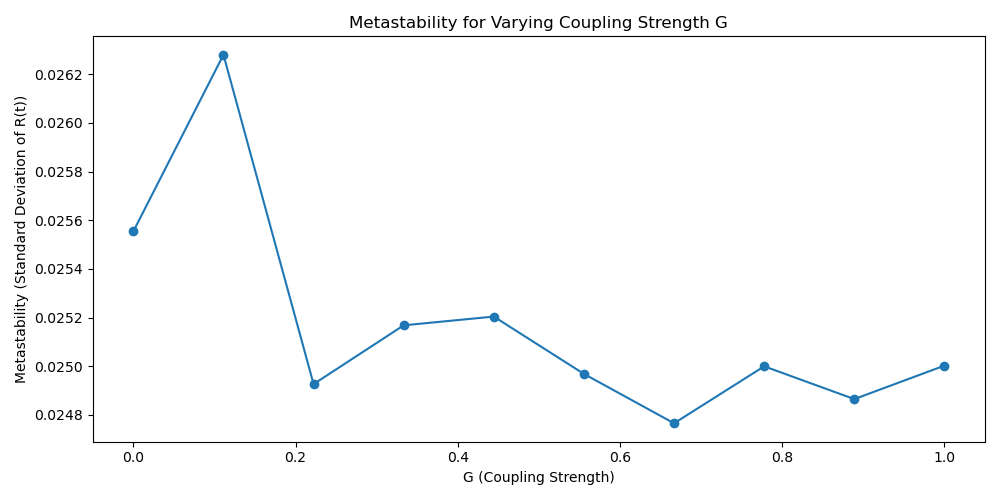 Metastability for Varying Coupling Strength G
Metastability (Standard Deviation of R(t))
0.0262
0.0260
0.0258
0.0256
0.0254
0.0252
0.0250
0.0248
0.0 0.2 0.4 0.6 0.8 1.0
G (Coupling Strength)